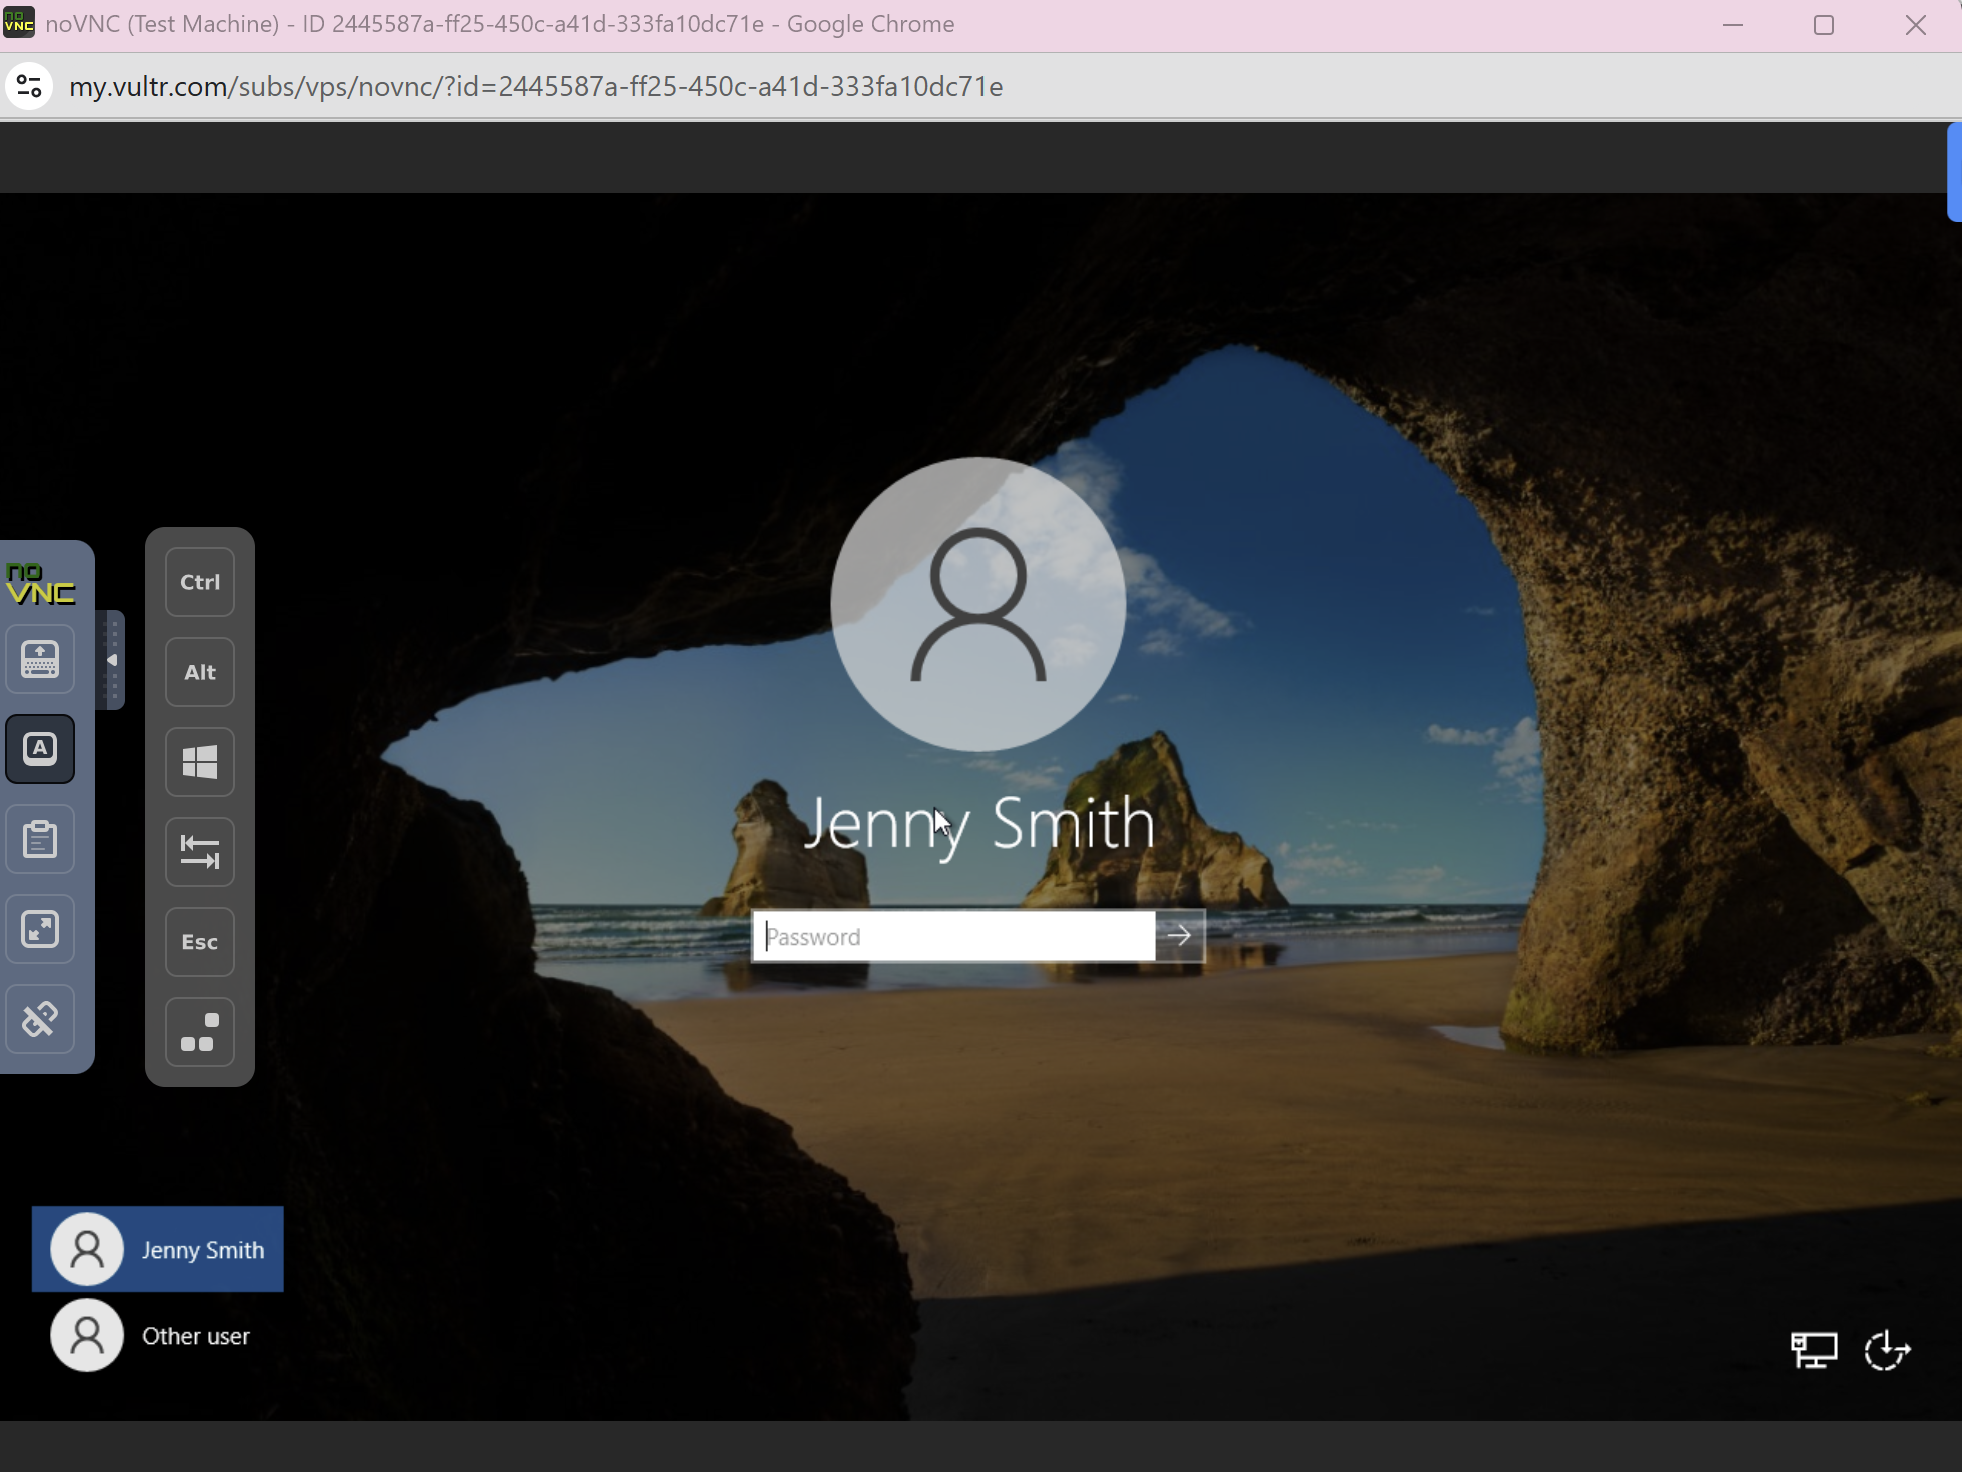 noVNC (Test Machine) - ID 2445587a-ff25-450c-a41d-333fa10dc71e - Google Chrome
my.vultr.com/subs/vps/novnc/?id=2445587a-ff25-450c-a41d-333fa10dc71e
no
VNC
Ctrl
Alt
A
Esc
Jenny Smith
Password
Jenny Smith
Other user